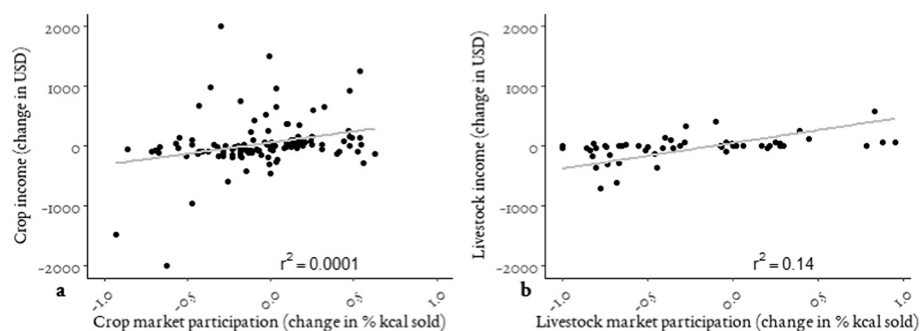 Crop income (change in USD)
2000
1000
0
-1000
-2000
r² = 0.0001
-1.0
-0.5
0.0
0.5
1.0
a
Crop market participation (change in % kcal sold)
Livestock income (change in USD)
2000
1000
0
-1000
-2000
r² = 0.14
-1.0
-0.5
0.0
0.5
1.0
b
Livestock market participation (change in % kcal sold)